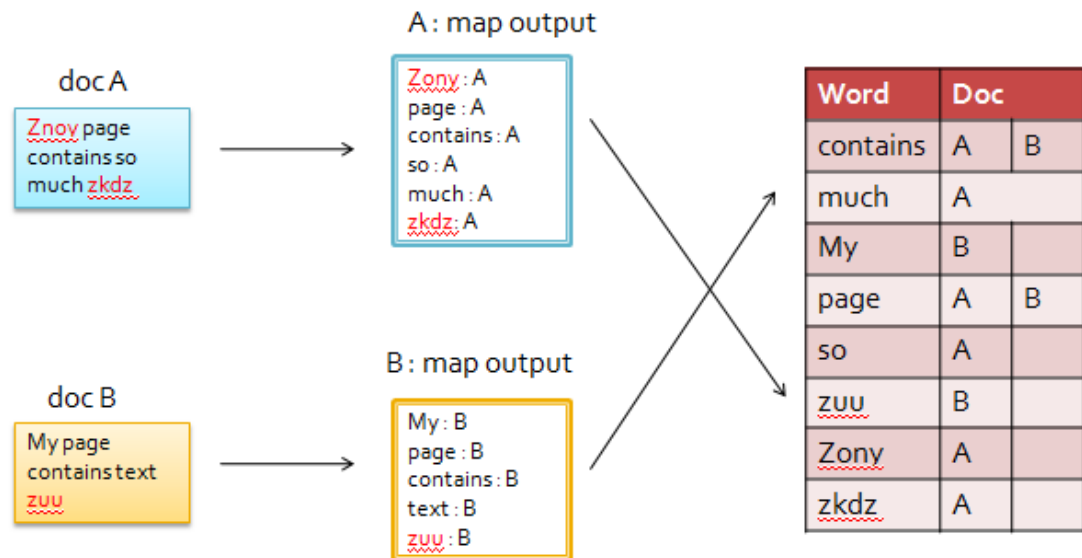 doc A
Znoy page
contains so
much zkdz
A : map output
Zony : A
page : A
contains : A
so : A
much : A
zkdz: A
doc B
My page
contains text
zuu
B : map output
My : B
page : B
contains : B
text : B
zuu : B
Word Doc
contains A B
much A
My B
page A B
so A
zuu B
Zony A
zkdz A